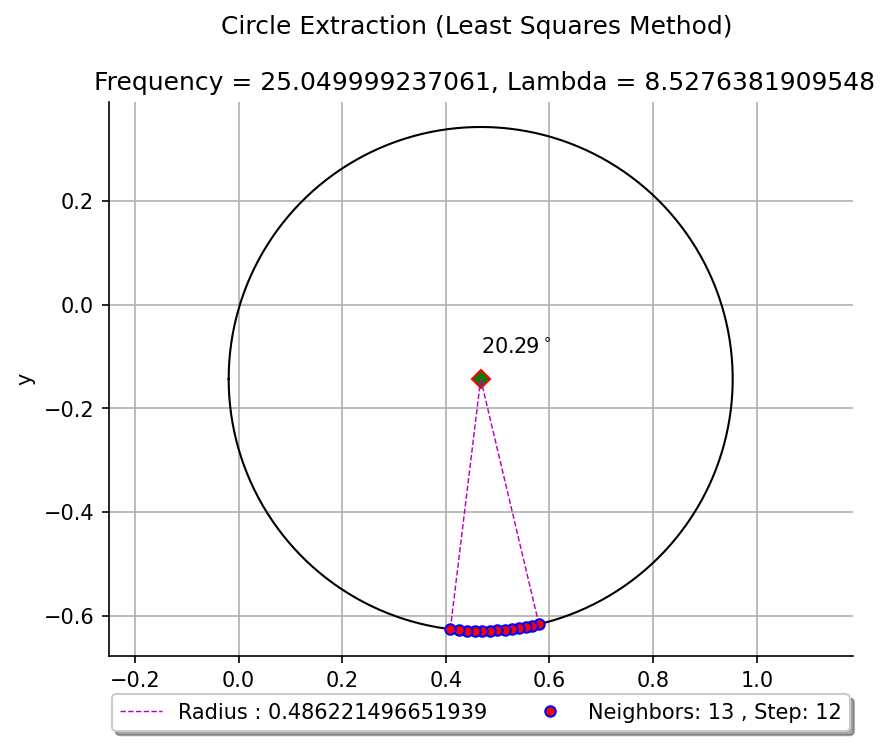 Circle Extraction (Least Squares Method)
Frequency = 25.049999237061, Lambda = 8.5276381909548
0.2
0.0
20.29°
y
−0.2
−0.4
−0.6
−0.2 0.0 0.2 0.4 0.6 0.8 1.0
Radius : 0.486221496651939 Neighbors: 13 , Step: 12